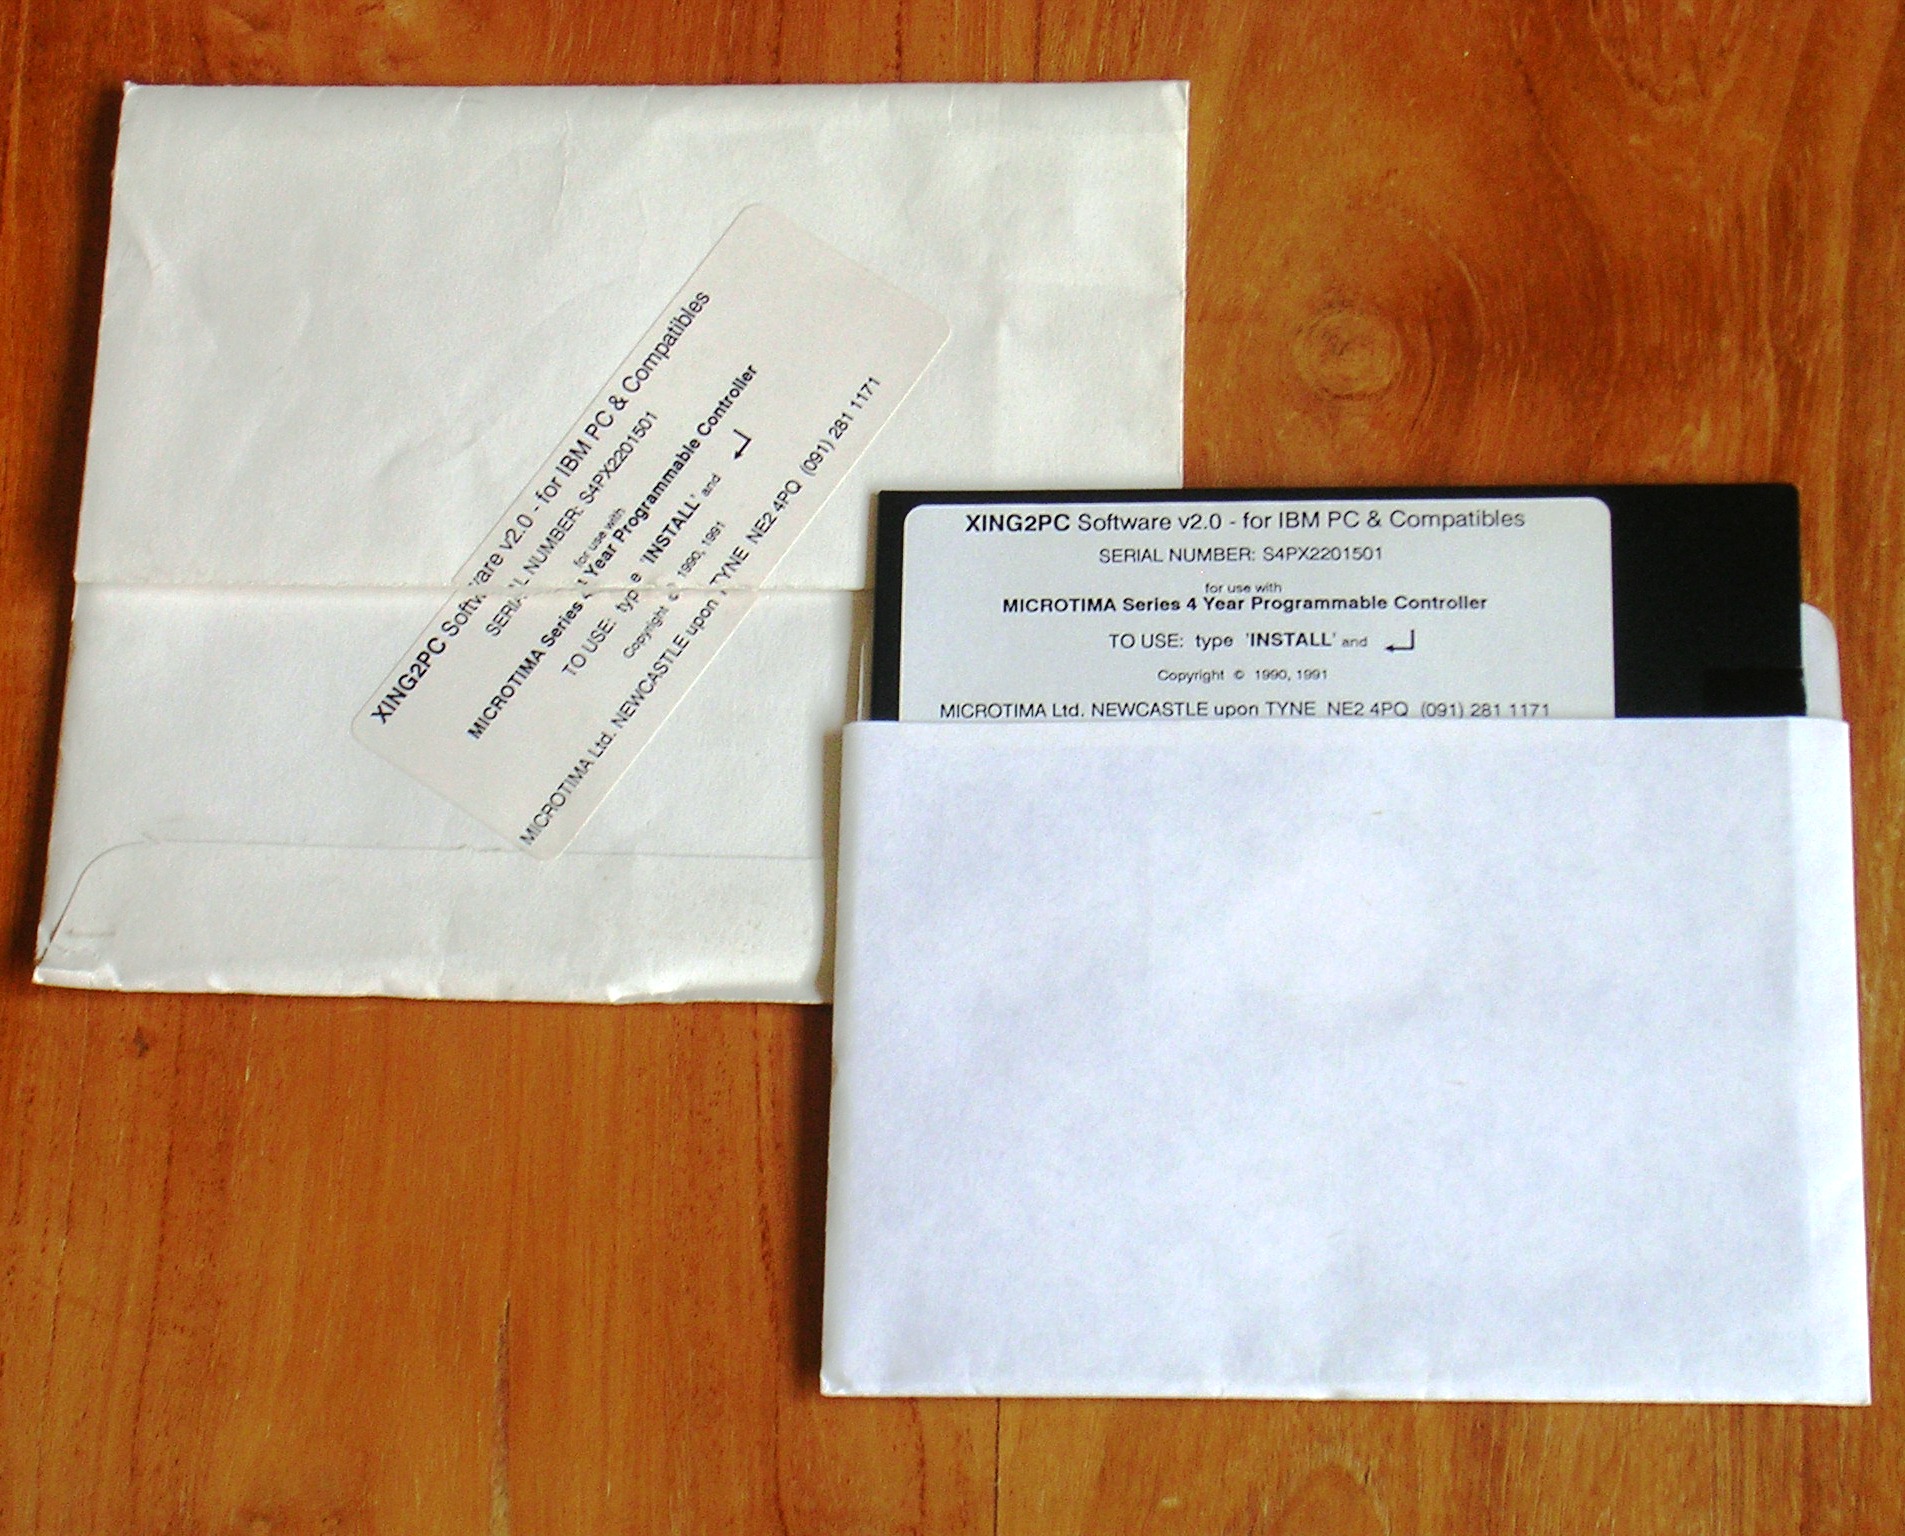 XING2PC Software v2.0 - for IBM PC & Compatibles
SERIAL NUMBER: S4PX2201501
for use with
MICROTIMA Series 4 Year Programmable Controller
TO USE: type 'INSTALL' and ↵
Copyright © 1990, 1991
MICROTIMA Ltd. NEWCASTLE upon TYNE NE2 4PQ (091) 281 1171
XING2PC Software v2.0 - for IBM PC & Compatibles
SERIAL NUMBER: S4PX2201501
for use with
MICROTIMA Series 4 Year Programmable Controller
TO USE: type 'INSTALL' and ↵
Copyright © 1990, 1991
MICROTIMA Ltd. NEWCASTLE upon TYNE NE2 4PQ (091) 281 1171